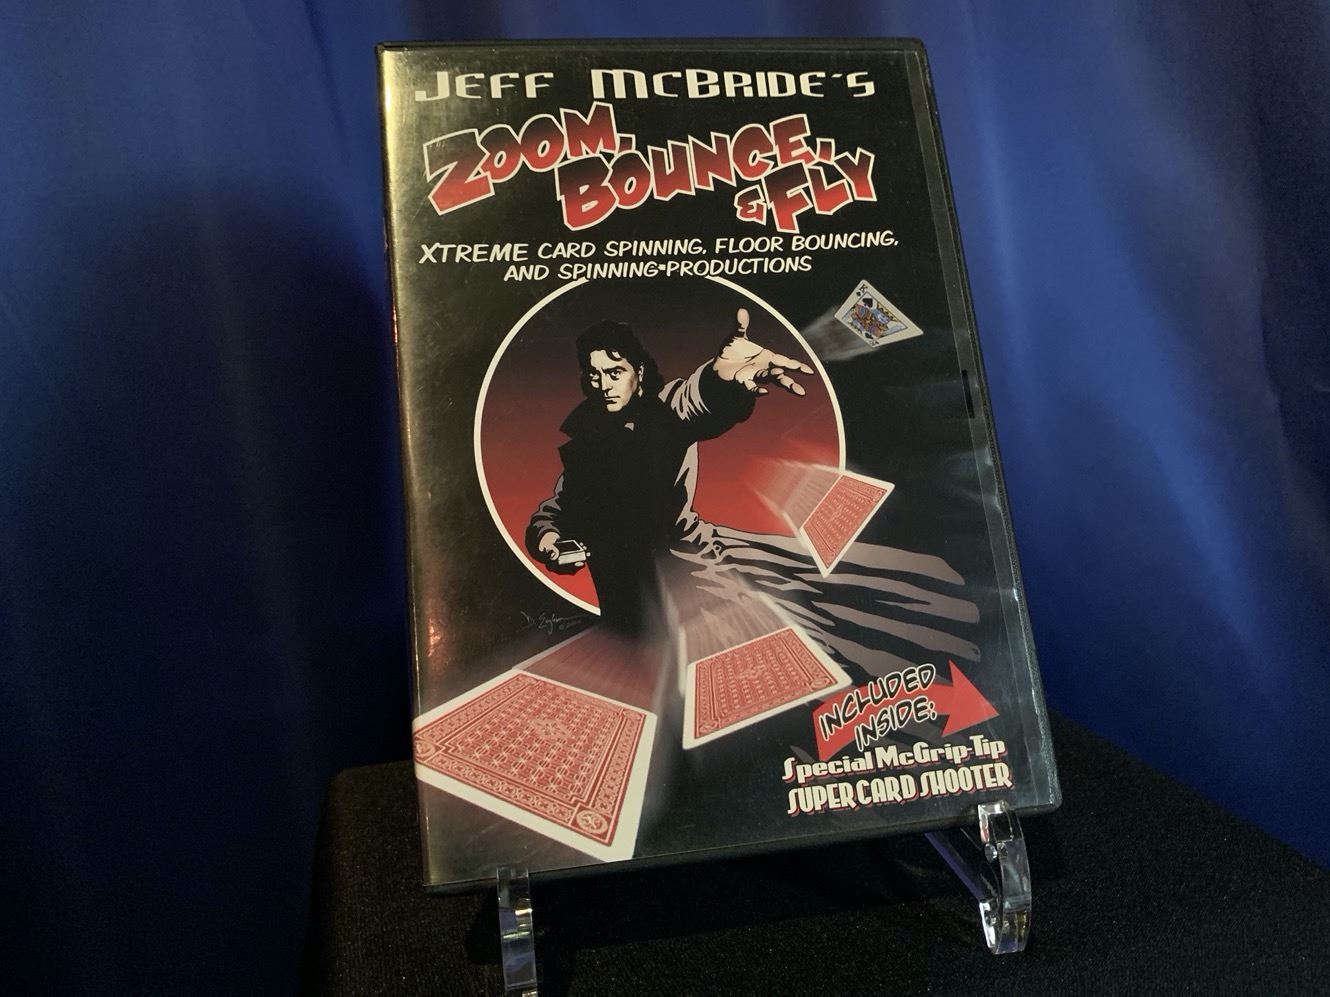 JEFF McBRIDE'S
ZOOM,
BOUNCE,
& FLY
XTREME CARD SPINNING, FLOOR BOUNCING,
AND SPINNING-PRODUCTIONS
K
INCLUDED
INSIDE:
Special McGrip-Tip
SUPER CARD SHOOTER